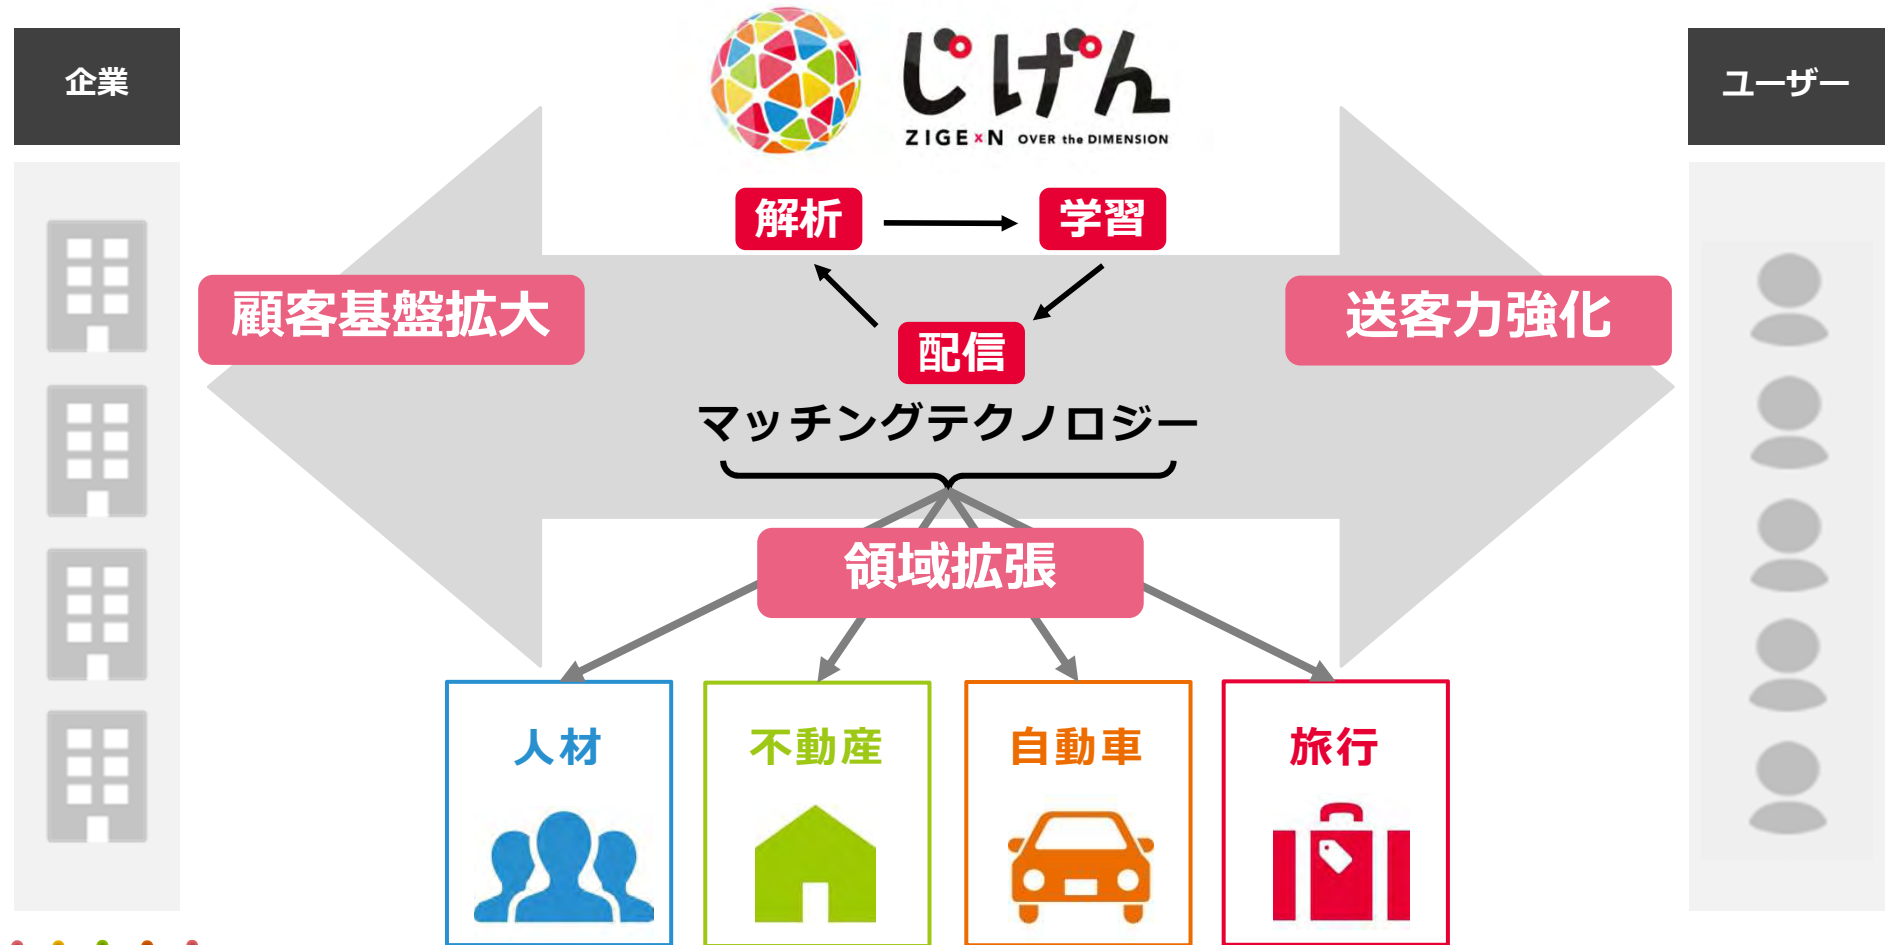 企業
じげん
ZIGExN OVER the DIMENSION
ユーザー
解析
学習
配信
顧客基盤拡大
送客力強化
マッチングテクノロジー
領域拡張
人材
不動産
自動車
旅行